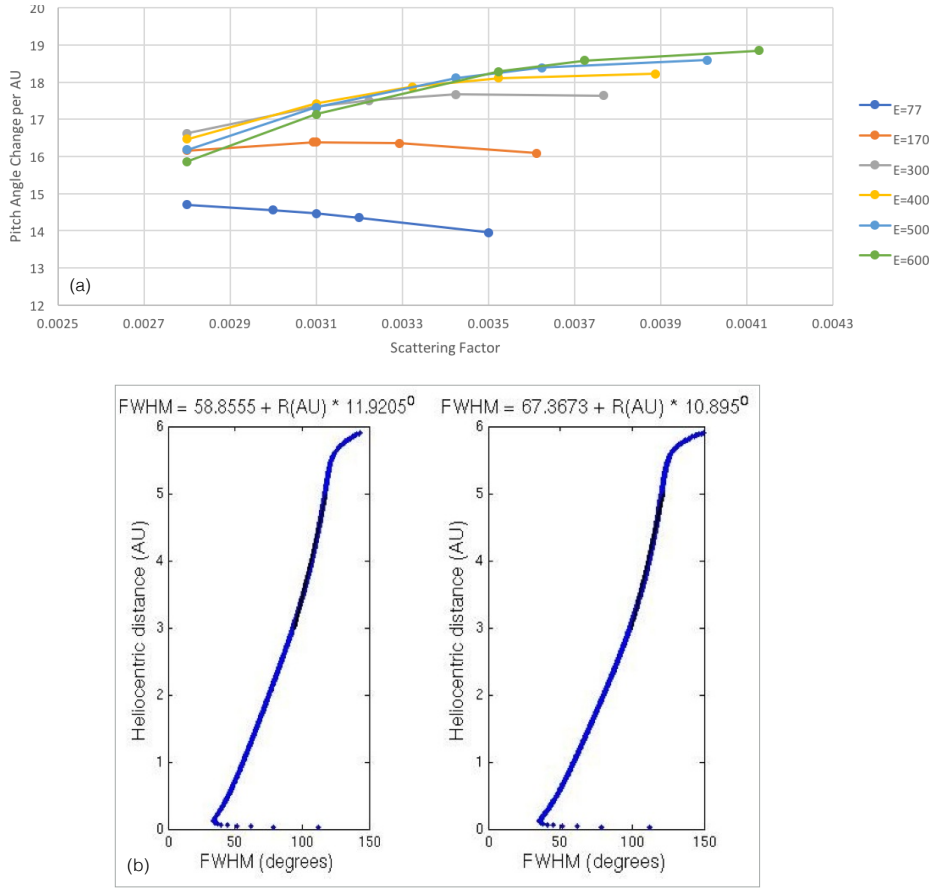 20
19
18
17
16
15
14
13
12
Pitch Angle Change per AU
(a)
0.0025 0.0027 0.0029 0.0031 0.0033 0.0035 0.0037 0.0039 0.0041 0.0043
Scattering Factor
E=77
E=170
E=300
E=400
E=500
E=600
FWHM = 58.8555 + R(AU) * 11.9205⁰
6
5
4
3
2
1
0
Heliocentric distance (AU)
0 50 100 150
FWHM (degrees)
(b)
FWHM = 67.3673 + R(AU) * 10.895⁰
6
5
4
3
2
1
0
Heliocentric distance (AU)
0 50 100 150
FWHM (degrees)